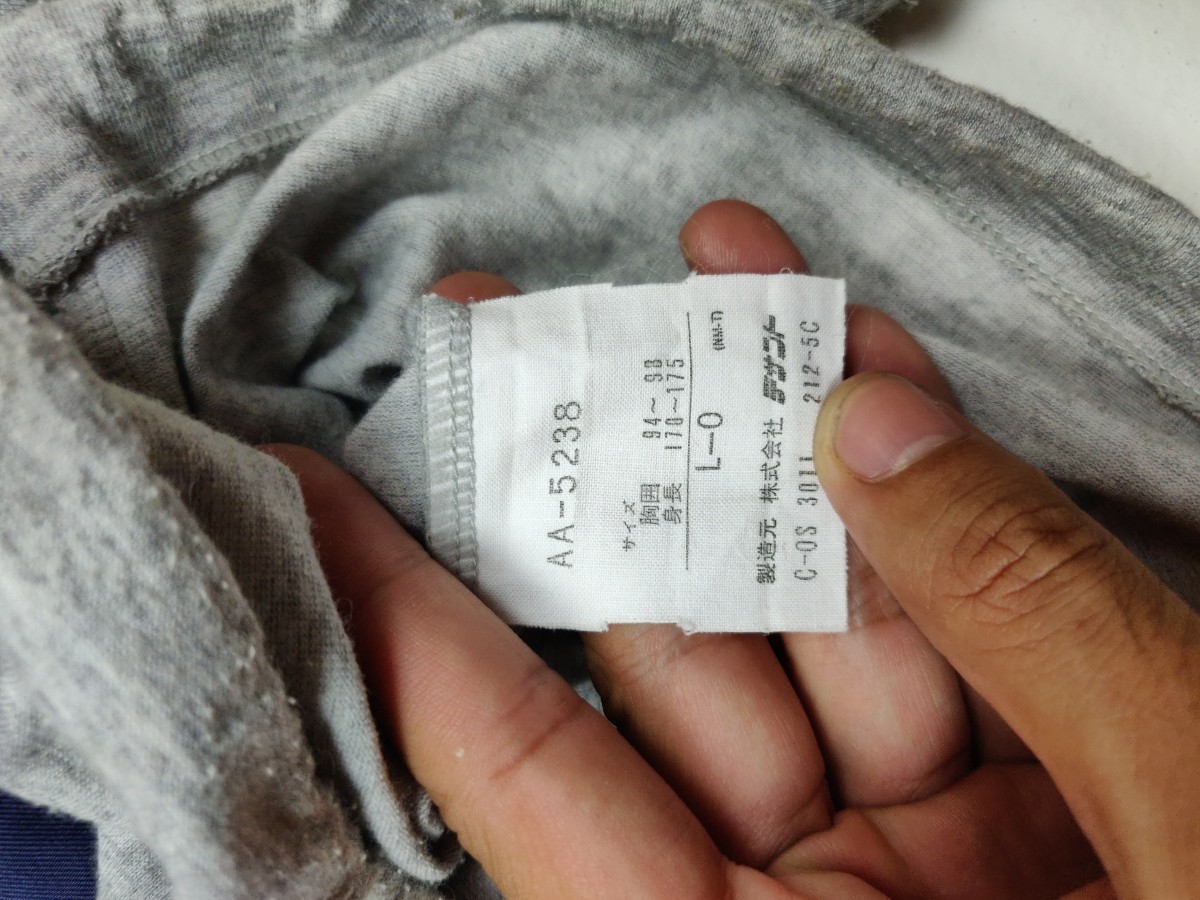 AA-5238
サイズ
胸囲 94～98
身長 170～175
L-O
(NM-T)
製造元 株式会社 デサント
C-OS 3011 212-5C